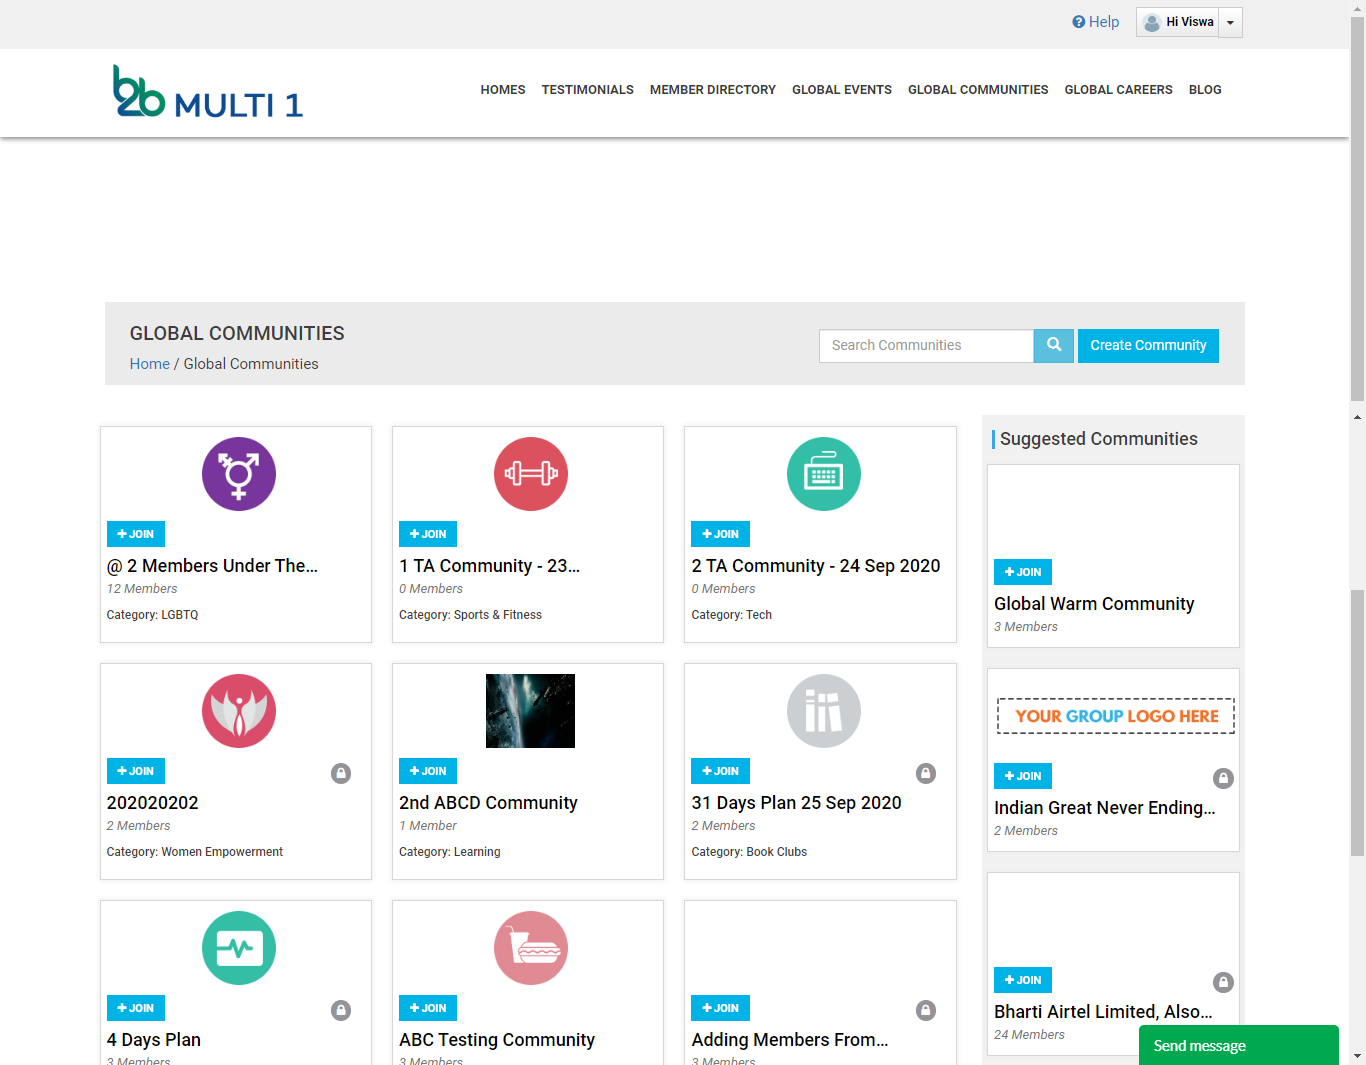 Help
Hi Viswa
b2b MULTI 1
HOMES TESTIMONIALS MEMBER DIRECTORY GLOBAL EVENTS GLOBAL COMMUNITIES GLOBAL CAREERS BLOG
GLOBAL COMMUNITIES
Home / Global Communities
Search Communities
Create Community
JOIN
@ 2 Members Under The...
12 Members
Category: LGBTQ
JOIN
1 TA Community - 23...
0 Members
Category: Sports & Fitness
JOIN
2 TA Community - 24 Sep 2020
0 Members
Category: Tech
JOIN
202020202
2 Members
Category: Women Empowerment
JOIN
2nd ABCD Community
1 Member
Category: Learning
JOIN
31 Days Plan 25 Sep 2020
2 Members
Category: Book Clubs
JOIN
4 Days Plan
3 Members
JOIN
ABC Testing Community
3 Members
JOIN
Adding Members From...
3 Members
Suggested Communities
JOIN
Global Warm Community
3 Members
YOUR GROUP LOGO HERE
JOIN
Indian Great Never Ending...
2 Members
JOIN
Bharti Airtel Limited, Also...
24 Members
Send message